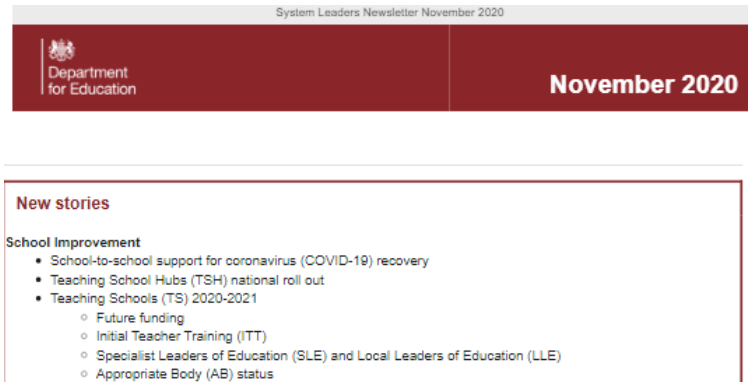 System Leaders Newsletter November 2020
Department
for Education
November 2020
New stories
School Improvement
• School-to-school support for coronavirus (COVID-19) recovery
• Teaching School Hubs (TSH) national roll out
• Teaching Schools (TS) 2020-2021
◦ Future funding
◦ Initial Teacher Training (ITT)
◦ Specialist Leaders of Education (SLE) and Local Leaders of Education (LLE)
◦ Appropriate Body (AB) status